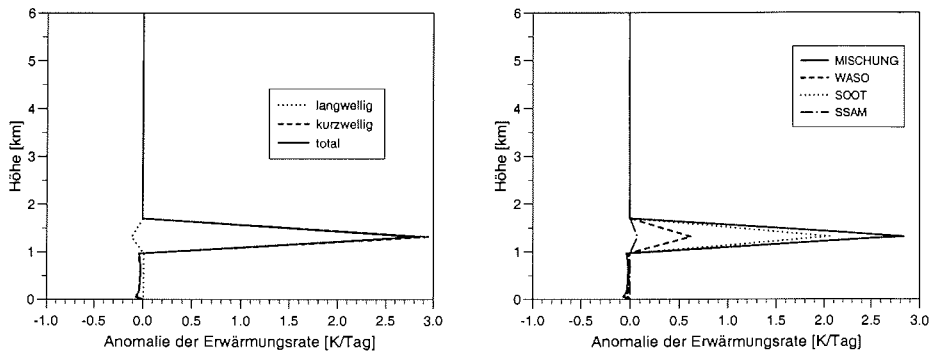 6
5
4
3
2
1
0
Höhe [km]
langwellig
kurzwellig
total
-1.0 -0.5 0.0 0.5 1.0 1.5 2.0 2.5 3.0
Anomalie der Erwärmungsrate [K/Tag]
6
5
4
3
2
1
0
Höhe [km]
MISCHUNG
WASO
SOOT
SSAM
-1.0 -0.5 0.0 0.5 1.0 1.5 2.0 2.5 3.0
Anomalie der Erwärmungsrate [K/Tag]